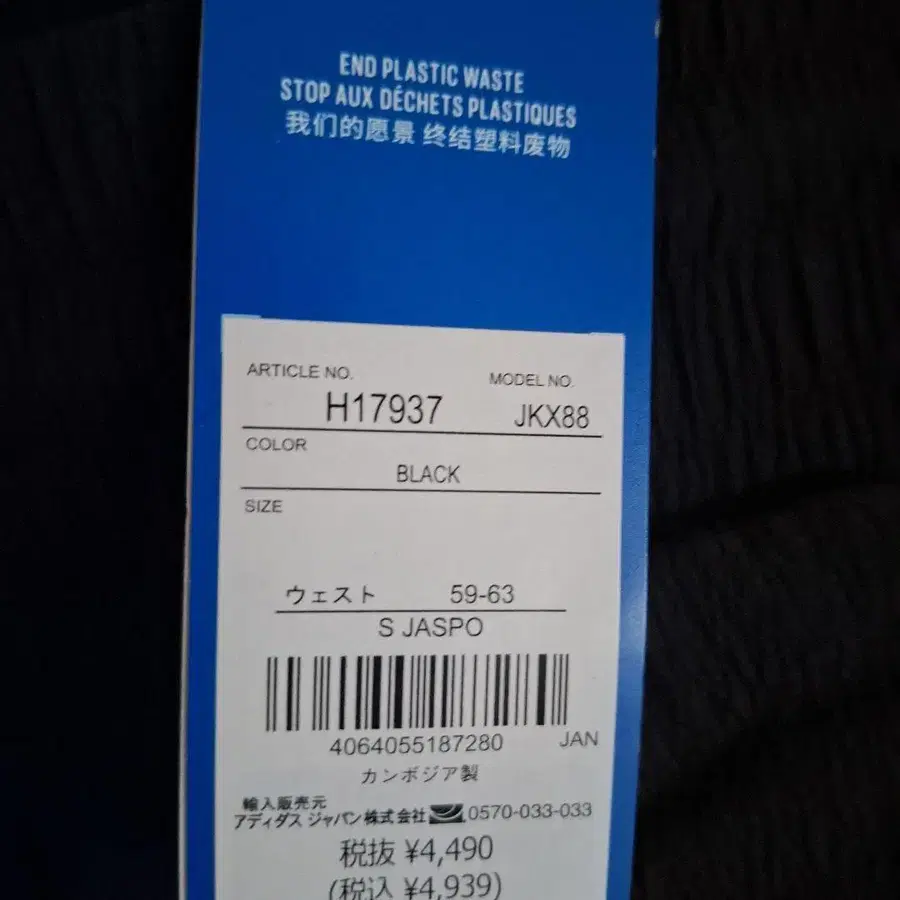 END PLASTIC WASTE
STOP AUX DÉCHETS PLASTIQUES
我们的愿景 终结塑料废物
ARTICLE NO. MODEL NO.
H17937 JKX88
COLOR
BLACK
SIZE
ウェスト 59-63
S JASPO
4064055187280 JAN
カンボジア製
輸入販売元
アディダス ジャパン株式会社 0570-033-033
税抜 ¥4,490
(税込 ¥4,939)